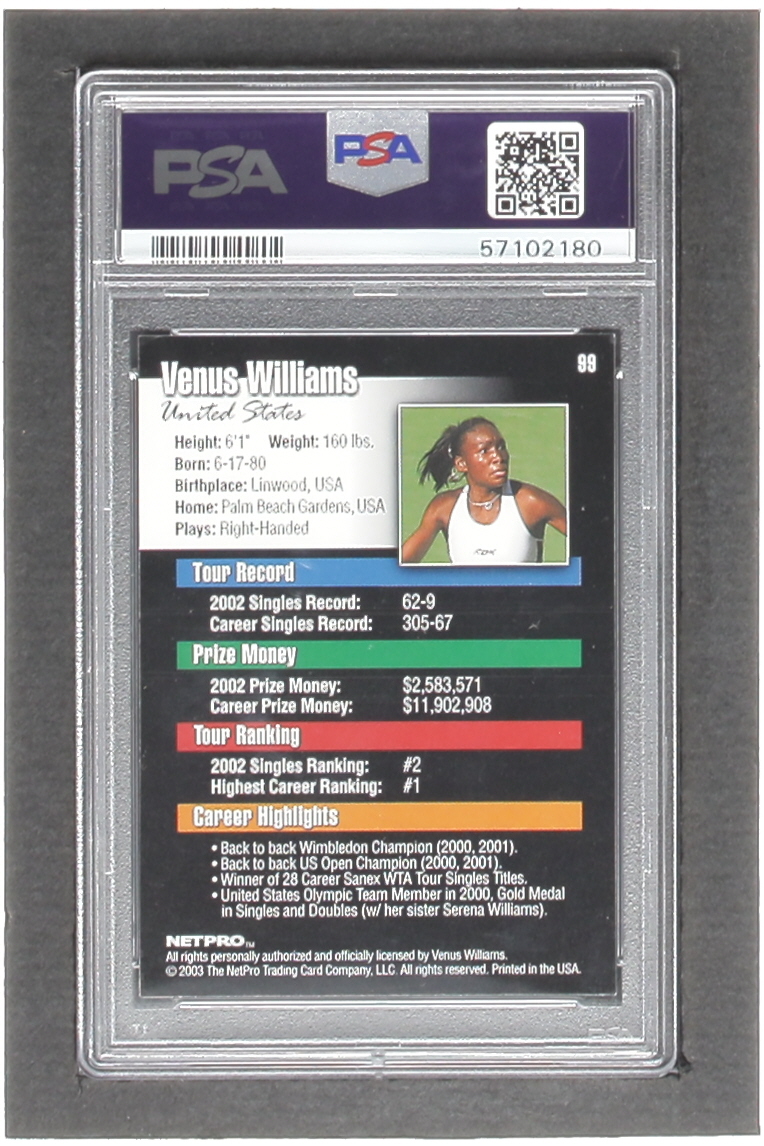 PSA
PSA
57102180
Venus Williams
99
United States
Height: 6'1" Weight: 160 lbs.
Born: 6-17-80
Birthplace: Linwood, USA
Home: Palm Beach Gardens, USA
Plays: Right-Handed
Tour Record
2002 Singles Record: 62-9
Career Singles Record: 305-67
Prize Money
2002 Prize Money: $2,583,571
Career Prize Money: $11,902,908
Tour Ranking
2002 Singles Ranking: #2
Highest Career Ranking: #1
Career Highlights
• Back to back Wimbledon Champion (2000, 2001).
• Back to back US Open Champion (2000, 2001).
• Winner of 28 Career Sanex WTA Tour Singles Titles.
• United States Olympic Team Member in 2000, Gold Medal
in Singles and Doubles (w/ her sister Serena Williams).
NETPRO™
All rights personally authorized and officially licensed by Venus Williams.
© 2003 The NetPro Trading Card Company, LLC All rights reserved. Printed in the USA.
PSA